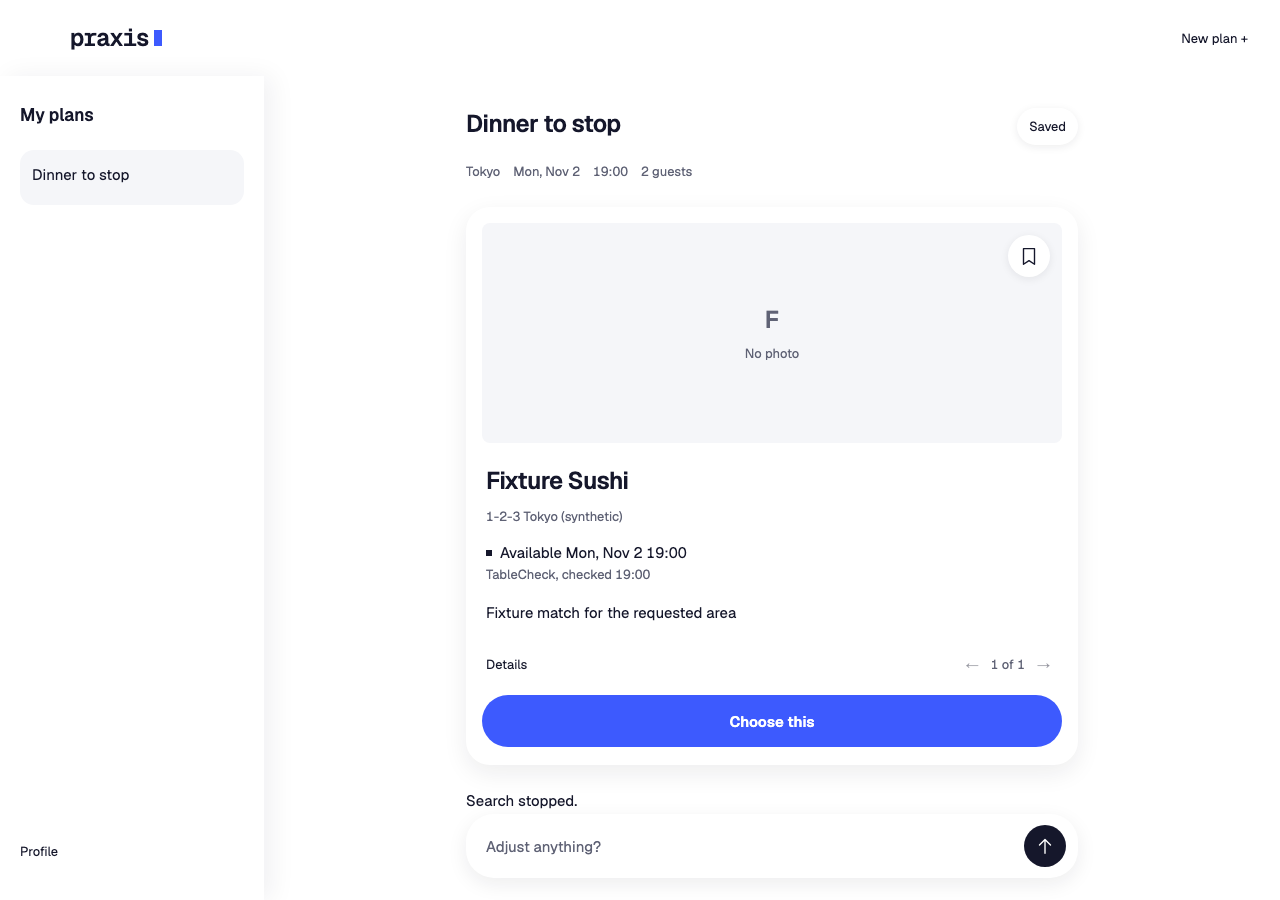 praxis
New plan +
My plans
Dinner to stop
Profile
Dinner to stop
Saved
Tokyo Mon, Nov 2 19:00 2 guests
F
No photo
Fixture Sushi
1-2-3 Tokyo (synthetic)
Available Mon, Nov 2 19:00
TableCheck, checked 19:00
Fixture match for the requested area
Details
← 1 of 1 →
Choose this
Search stopped.
Adjust anything?